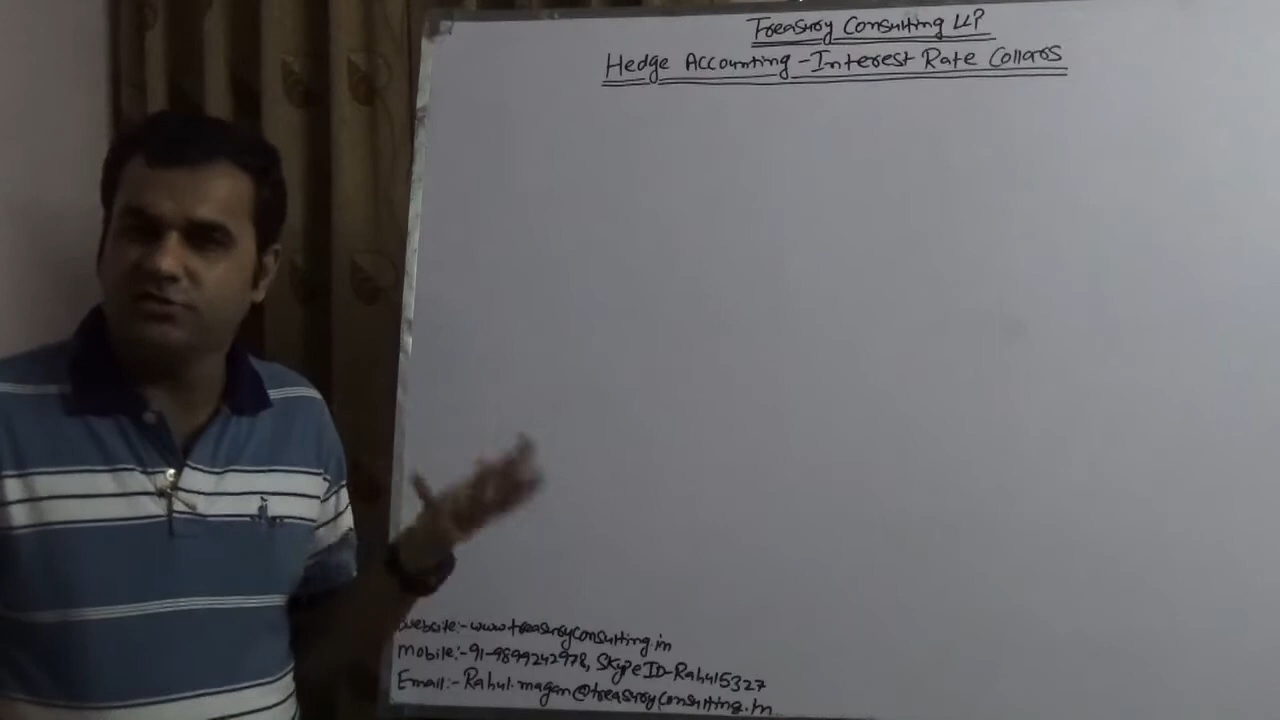 Treasury Consulting LLP
Hedge Accounting - Interest Rate Collars
Website:- www.treasuryconsulting.in
Mobile:- 91-9899242978, Skype ID-Rahul5327
Email:- Rahul.magan@treasuryconsulting.in